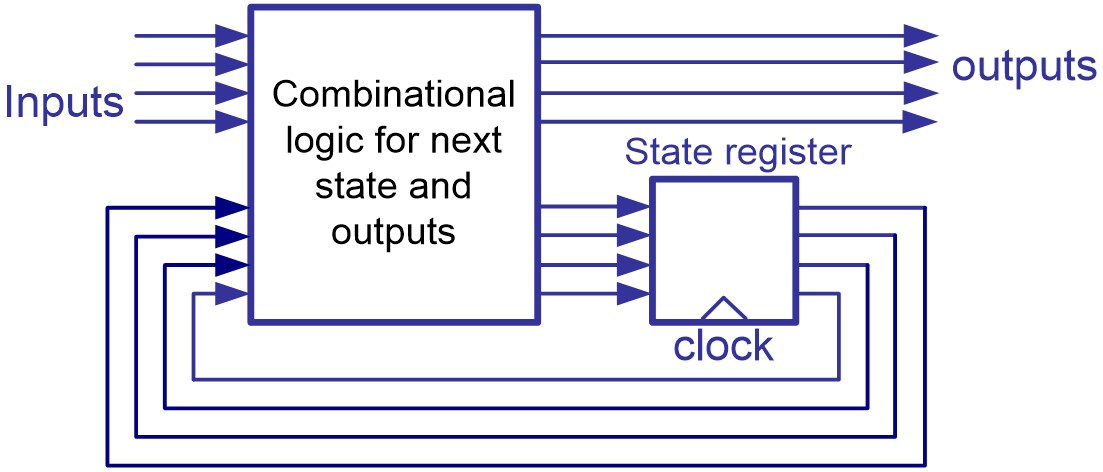 Inputs
Combinational
logic for next
state and
outputs
outputs
State register
clock